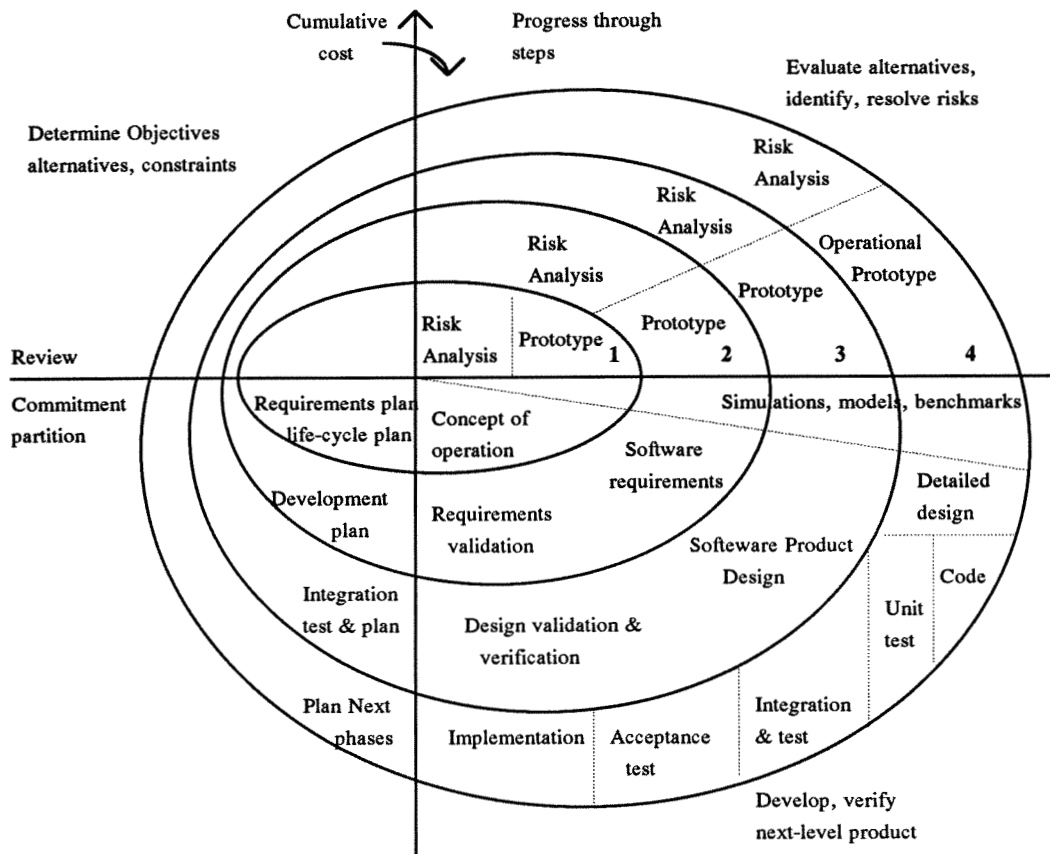 Cumulative
cost
Progress through
steps
Evaluate alternatives,
identify, resolve risks
Determine Objectives
alternatives, constraints
Risk
Analysis
Risk
Analysis
Operational
Prototype
Risk
Analysis
Prototype
Prototype
Risk
Analysis
Prototype
1
2
3
4
Review
Commitment
partition
Simulations, models, benchmarks
Requirements plan
life-cycle plan
Concept of
operation
Software
requirements
Detailed
design
Development
plan
Requirements
validation
Softeware Product
Design
Code
Unit
test
Integration
test & plan
Design validation &
verification
Plan Next
phases
Implementation
Acceptance
test
Integration
& test
Develop, verify
next-level product